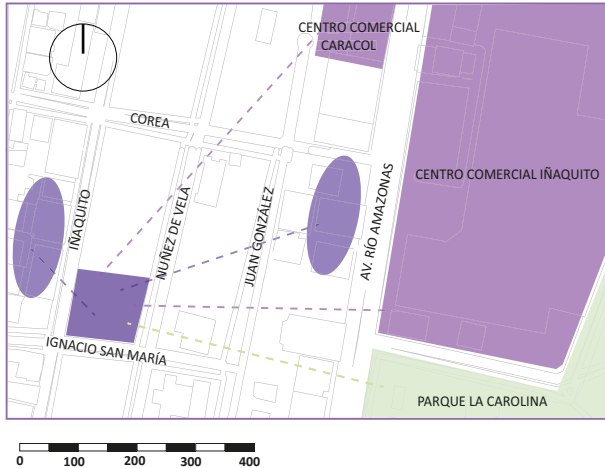 CENTRO COMERCIAL
CARACOL
COREA
CENTRO COMERCIAL IÑAQUITO
IÑAQUITO
NUÑEZ DE VELA
JUAN GONZÁLEZ
AV. RÍO AMAZONAS
IGNACIO SAN MARÍA
PARQUE LA CAROLINA
0 100 200 300 400